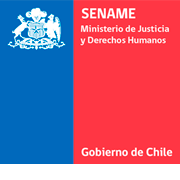 SENAME
Ministerio de Justicia
y Derechos Humanos
Gobierno de Chile